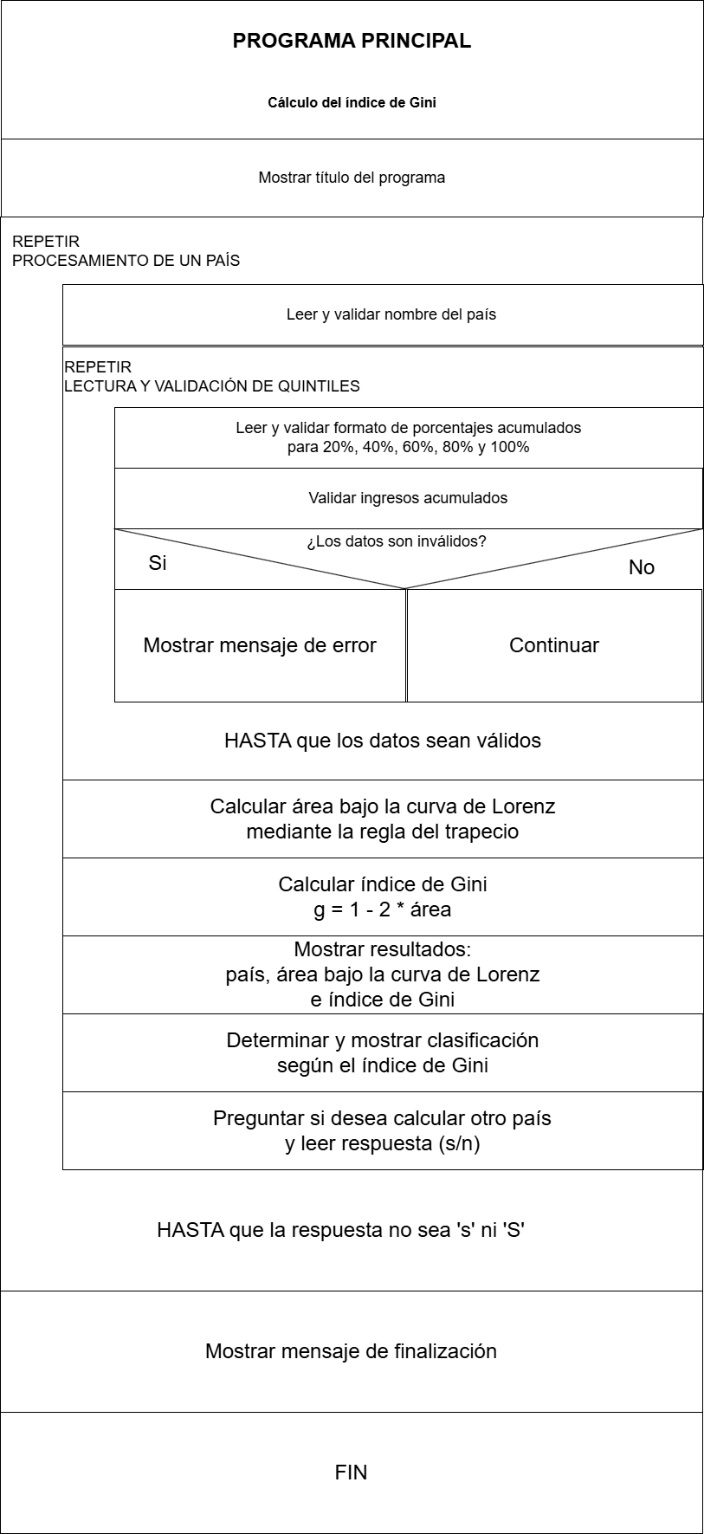 PROGRAMA PRINCIPAL
Cálculo del índice de Gini
Mostrar título del programa
REPETIR
PROCESAMIENTO DE UN PAÍS
Leer y validar nombre del país
REPETIR
LECTURA Y VALIDACIÓN DE QUINTILES
Leer y validar formato de porcentajes acumulados
para 20%, 40%, 60%, 80% y 100%
Validar ingresos acumulados
¿Los datos son inválidos?
Si
No
Mostrar mensaje de error
Continuar
HASTA que los datos sean válidos
Calcular área bajo la curva de Lorenz
mediante la regla del trapecio
Calcular índice de Gini
g = 1 - 2 * área
Mostrar resultados:
país, área bajo la curva de Lorenz
e índice de Gini
Determinar y mostrar clasificación
según el índice de Gini
Preguntar si desea calcular otro país
y leer respuesta (s/n)
HASTA que la respuesta no sea 's' ni 'S'
Mostrar mensaje de finalización
FIN